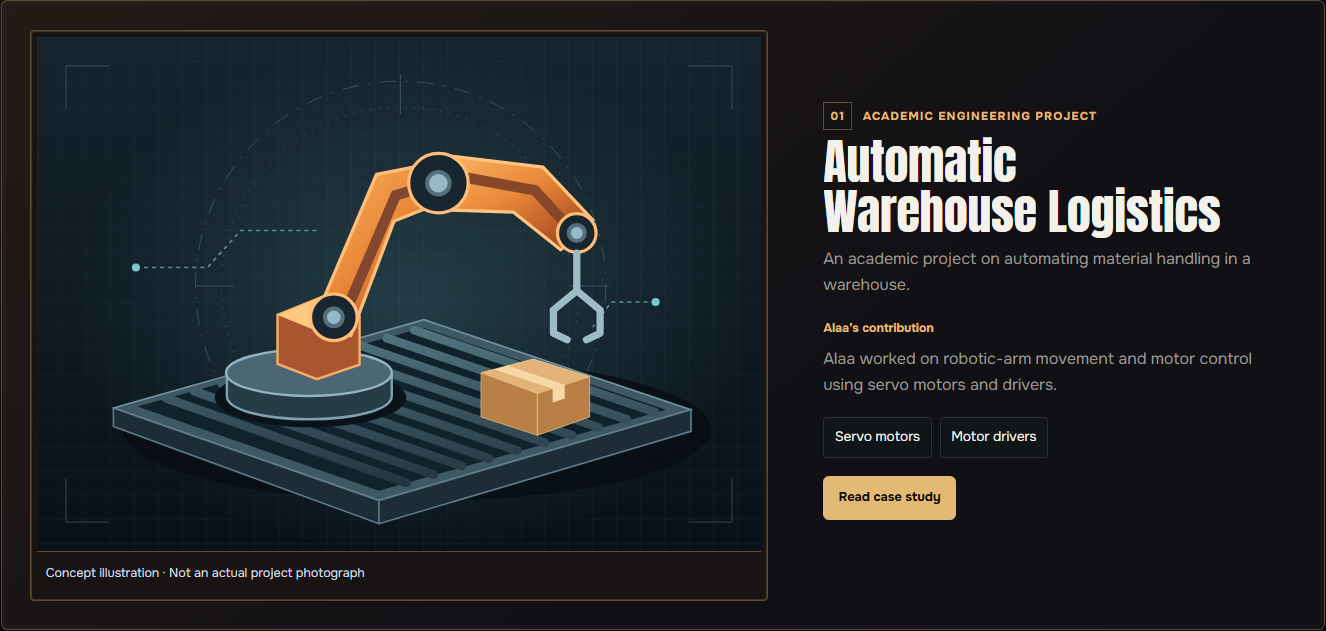 01 ACADEMIC ENGINEERING PROJECT
Automatic
Warehouse Logistics
An academic project on automating material handling in a
warehouse.
Alaa's contribution
Alaa worked on robotic-arm movement and motor control
using servo motors and drivers.
Servo motors Motor drivers
Read case study
Concept illustration · Not an actual project photograph